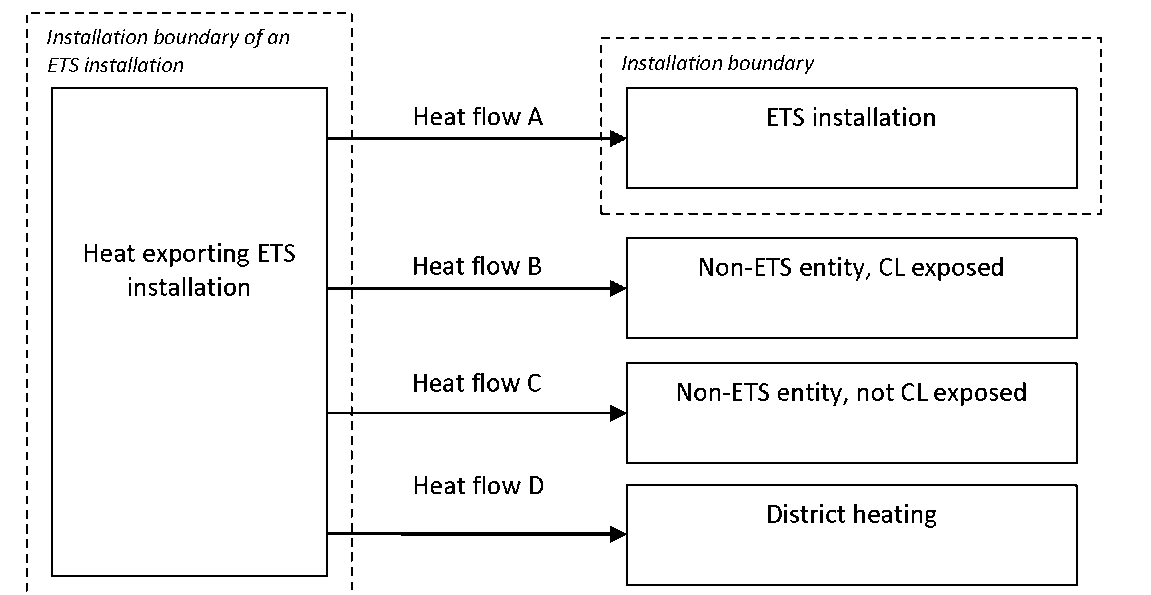 Installation boundary of an
ETS installation
Installation boundary
Heat flow A
ETS installation
Heat exporting ETS
installation
Heat flow B
Non-ETS entity, CL exposed
Heat flow C
Non-ETS entity, not CL exposed
Heat flow D
District heating